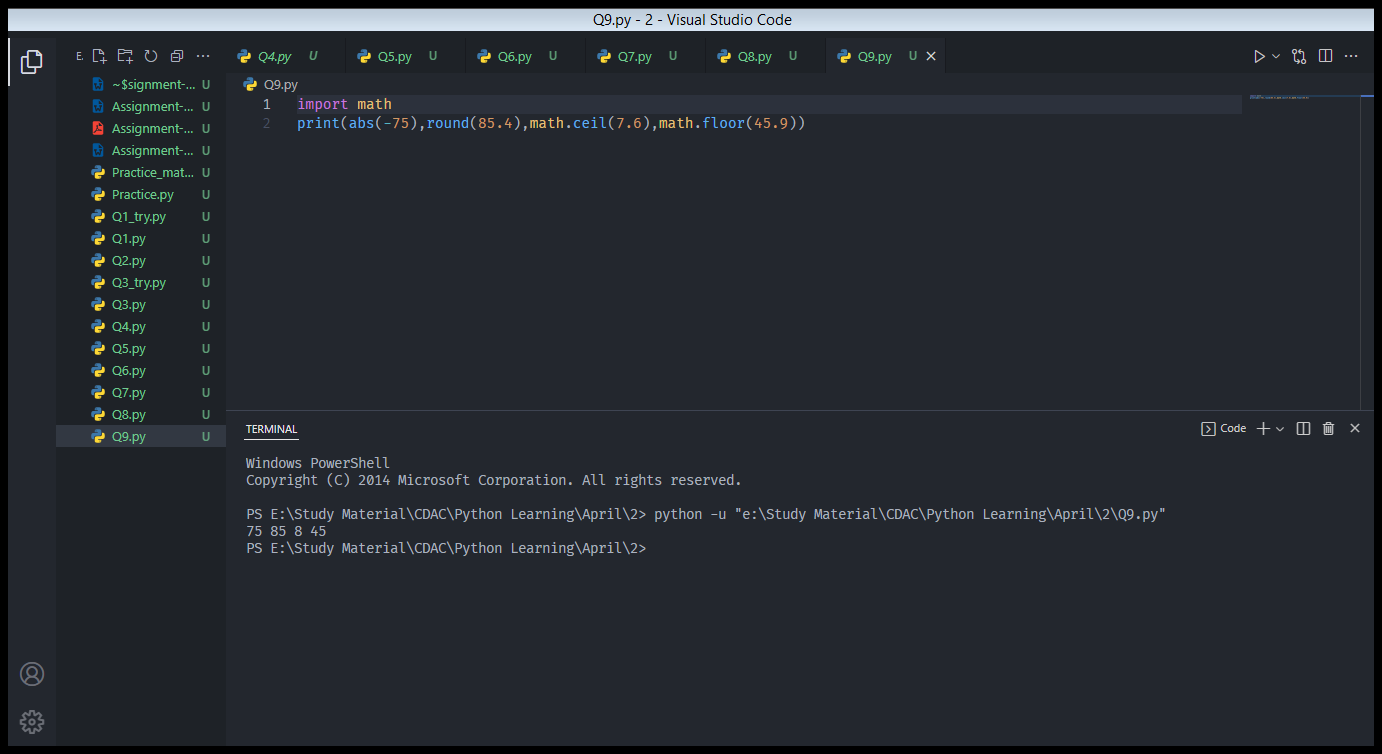 Q9.py - 2 - Visual Studio Code
E
Q4.py U Q5.py U Q6.py U Q7.py U Q8.py U Q9.py U
~$signment-... U
Assignment-... U
Assignment-... U
Assignment-... U
Practice_mat... U
Practice.py U
Q1_try.py U
Q1.py U
Q2.py U
Q3_try.py U
Q3.py U
Q4.py U
Q5.py U
Q6.py U
Q7.py U
Q8.py U
Q9.py U
Q9.py
1 import math
2 print(abs(-75),round(85.4),math.ceil(7.6),math.floor(45.9))
TERMINAL
Code
Windows PowerShell
Copyright (C) 2014 Microsoft Corporation. All rights reserved.
PS E:\Study Material\CDAC\Python Learning\April\2> python -u "e:\Study Material\CDAC\Python Learning\April\2\Q9.py"
75 85 8 45
PS E:\Study Material\CDAC\Python Learning\April\2>